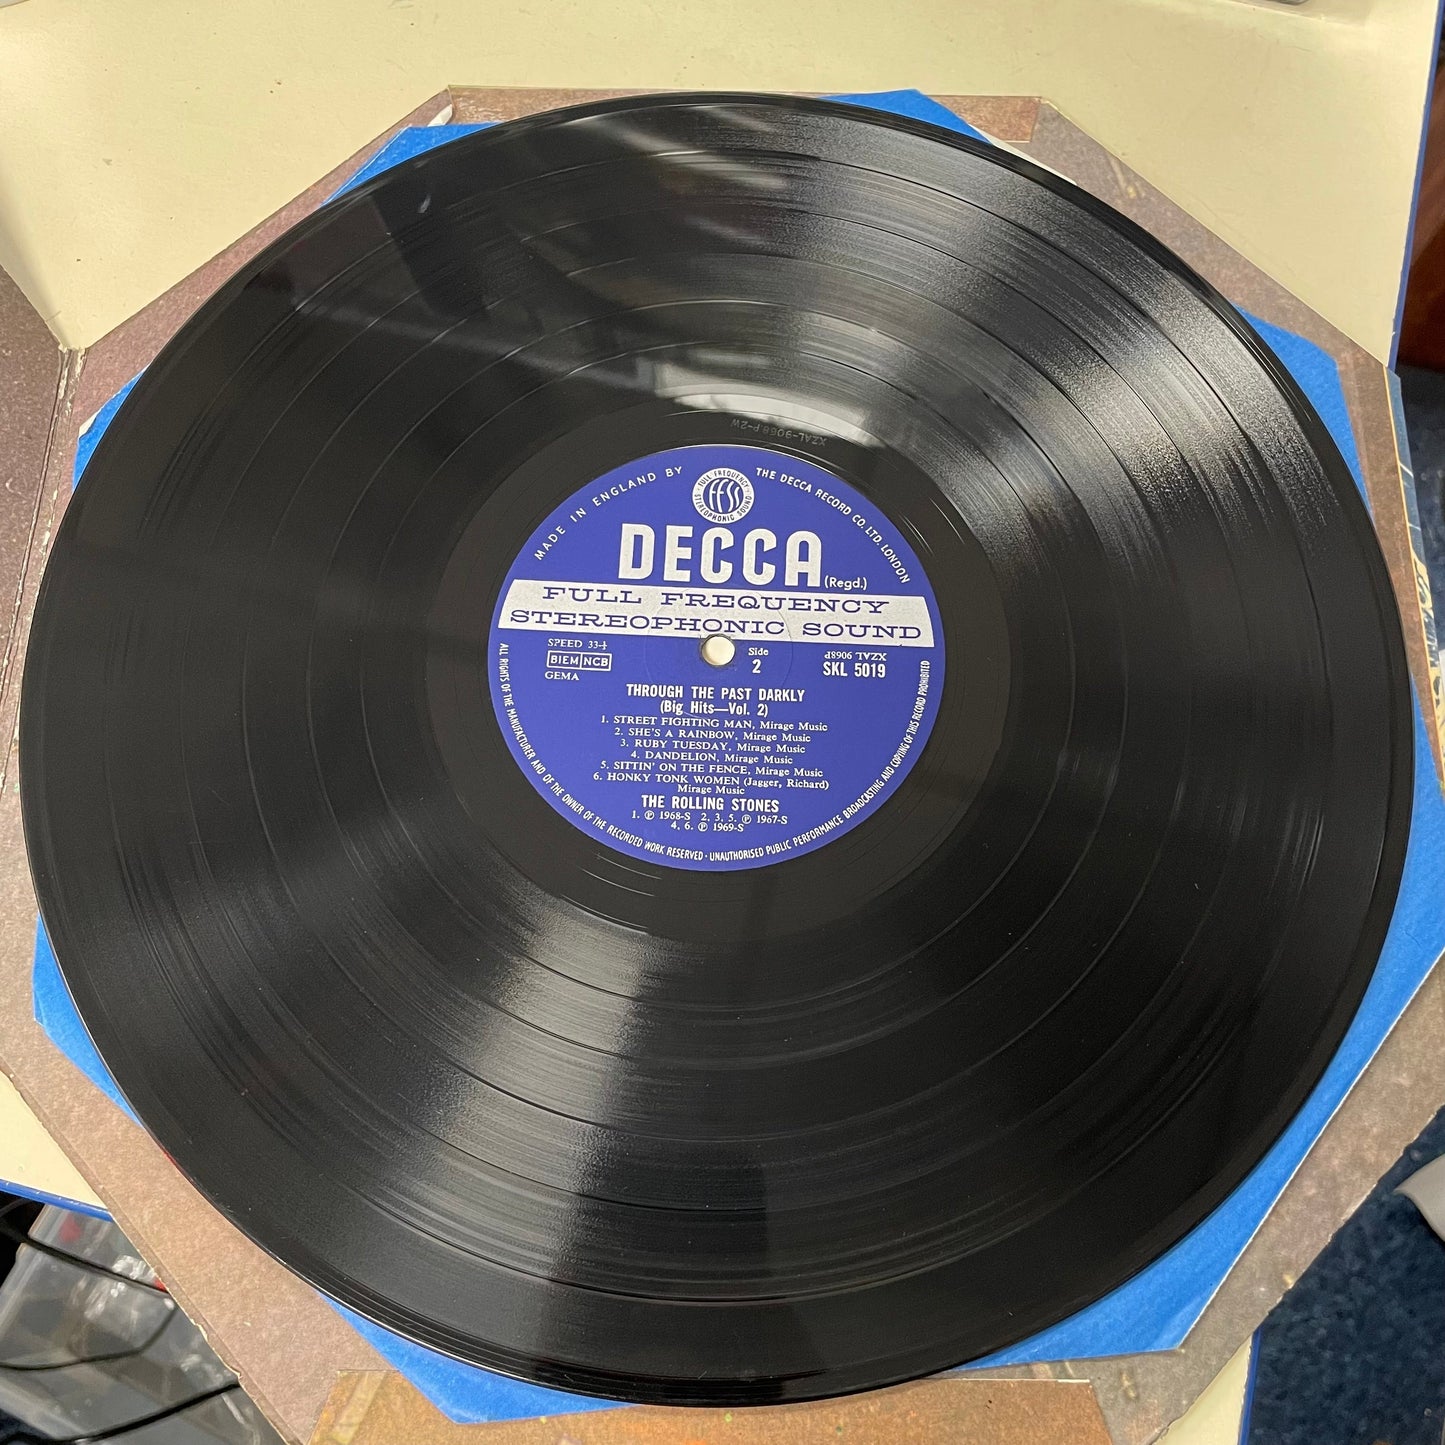 XZAL-9068.P-2W
MADE IN ENGLAND BY THE DECCA RECORD CO. LTD. LONDON
FULL FREQUENCY STEREOPHONIC SOUND
FFSS
DECCA (Regd.)
FULL FREQUENCY
STEREOPHONIC SOUND
SPEED 33⅓
BIEM NCB
GEMA
Side
2
XZAL 9068P
SKL 5019
THROUGH THE PAST DARKLY
(Big Hits—Vol. 2)
1. STREET FIGHTING MAN, Mirage Music
2. SHE'S A RAINBOW, Mirage Music
3. RUBY TUESDAY, Mirage Music
4. DANDELION, Mirage Music
5. SITTIN' ON THE FENCE, Mirage Music
6. HONKY TONK WOMEN (Jagger, Richard)
Mirage Music
THE ROLLING STONES
1. ℗ 1968-S 2, 3, 5. ℗ 1967-S
4, 6. ℗ 1969-S
ALL RIGHTS OF THE MANUFACTURER AND OF THE OWNER OF THE RECORDED WORK RESERVED · UNAUTHORISED PUBLIC PERFORMANCE BROADCASTING AND COPYING OF THIS RECORD PROHIBITED